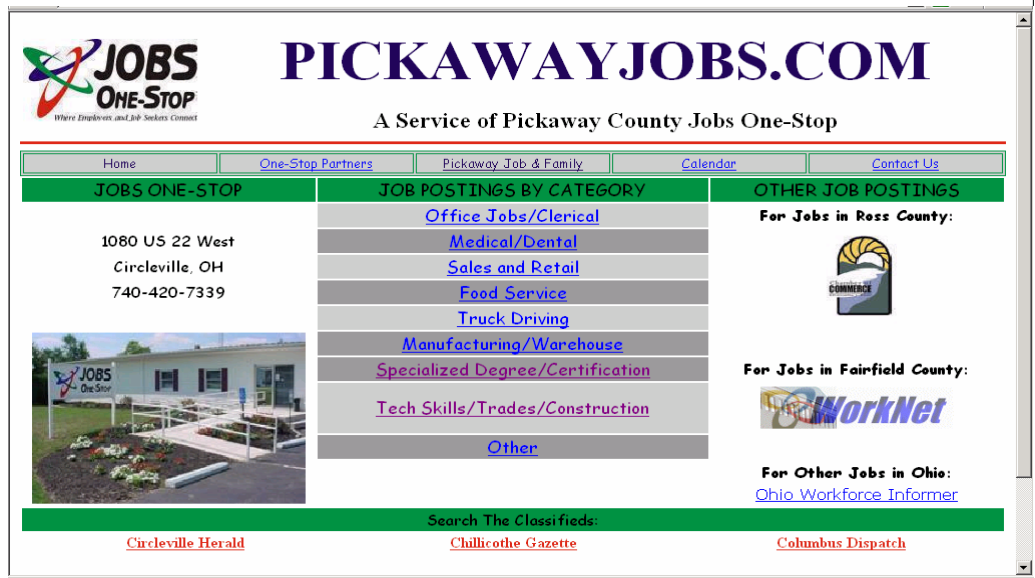 JOBS
ONE-STOP
Where Employers and Job Seekers Connect
PICKAWAYJOBS.COM
A Service of Pickaway County Jobs One-Stop
Home One-Stop Partners Pickaway Job & Family Calendar Contact Us
JOBS ONE-STOP
1080 US 22 West
Circleville, OH
740-420-7339
JOBS
ONE-STOP
JOB POSTINGS BY CATEGORY
Office Jobs/Clerical
Medical/Dental
Sales and Retail
Food Service
Truck Driving
Manufacturing/Warehouse
Specialized Degree/Certification
Tech Skills/Trades/Construction
Other
OTHER JOB POSTINGS
For Jobs in Ross County:
COMMERCE
For Jobs in Fairfield County:
WorkNet
For Other Jobs in Ohio:
Ohio Workforce Informer
Search The Classifieds:
Circleville Herald Chillicothe Gazette Columbus Dispatch